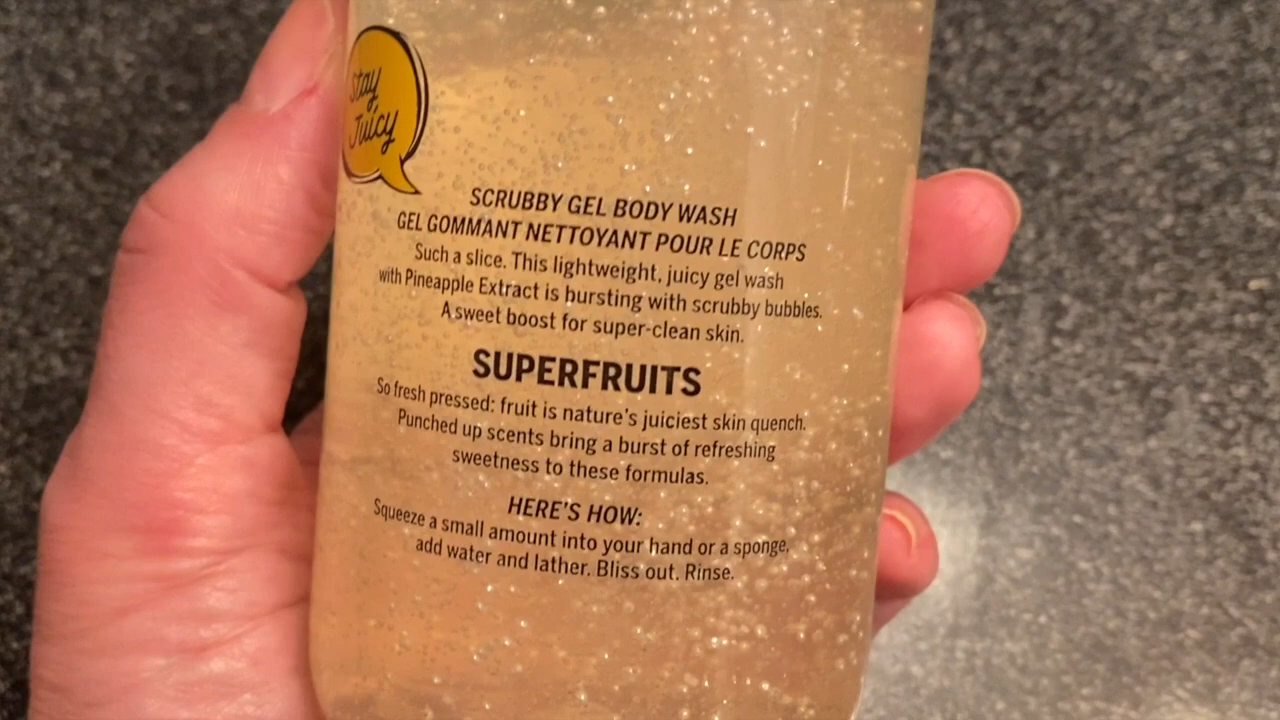 Stay
Juicy
SCRUBBY GEL BODY WASH
GEL GOMMANT NETTOYANT POUR LE CORPS
Such a slice. This lightweight, juicy gel wash
with Pineapple Extract is bursting with scrubby bubbles.
A sweet boost for super-clean skin.
SUPERFRUITS
So fresh pressed: fruit is nature's juiciest skin quench.
Punched up scents bring a burst of refreshing
sweetness to these formulas.
HERE'S HOW:
Squeeze a small amount into your hand or a sponge,
add water and lather. Bliss out. Rinse.